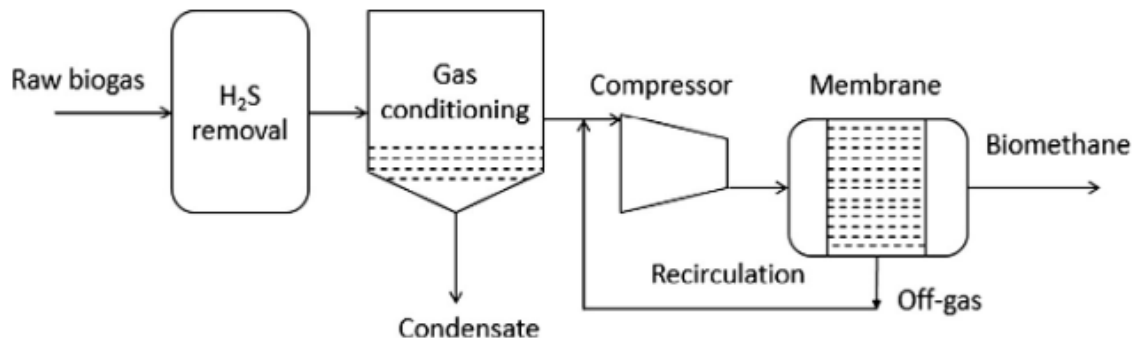 Raw biogas
H₂S
removal
Gas
conditioning
Condensate
Compressor
Recirculation
Membrane
Off-gas
Biomethane